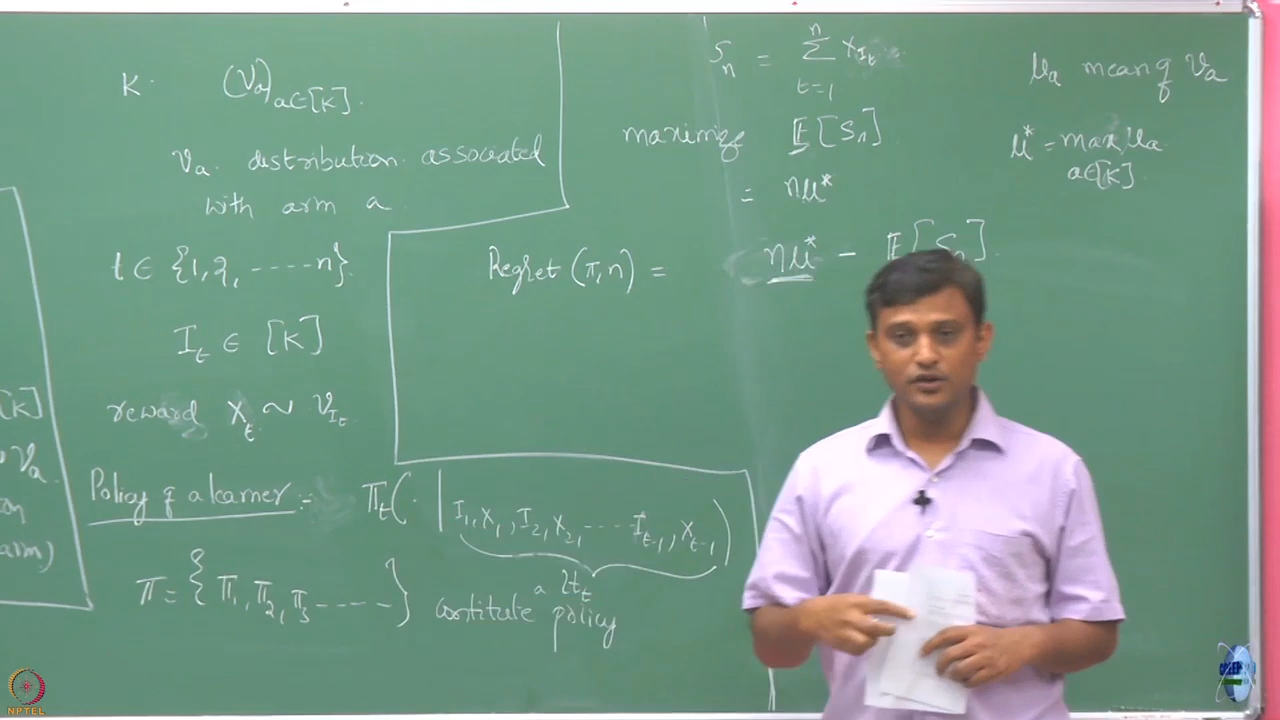 K. (ν_a)_{a∈[K]}.
ν_a distribution associated
with arm a
t ∈ {1, 2, ----- n}.
I_t ∈ [K]
reward X_t ~ ν_{I_t}
Policy of a learner :-
π_t( · | I_1, X_1, I_2, X_2, ---- I_{t-1}, X_{t-1})
π = {π_1, π_2, π_3 -----} constitute a policy
S_n = Σ_{t=1}^{n} X_{I_t}
maximize E[S_n]
= nμ*
Regret (π, n) = nμ* - E[S_n].
μ_a mean of ν_a
μ* = max μ_a
a∈[K].
[K]
ν_a.
arm)
NPTEL